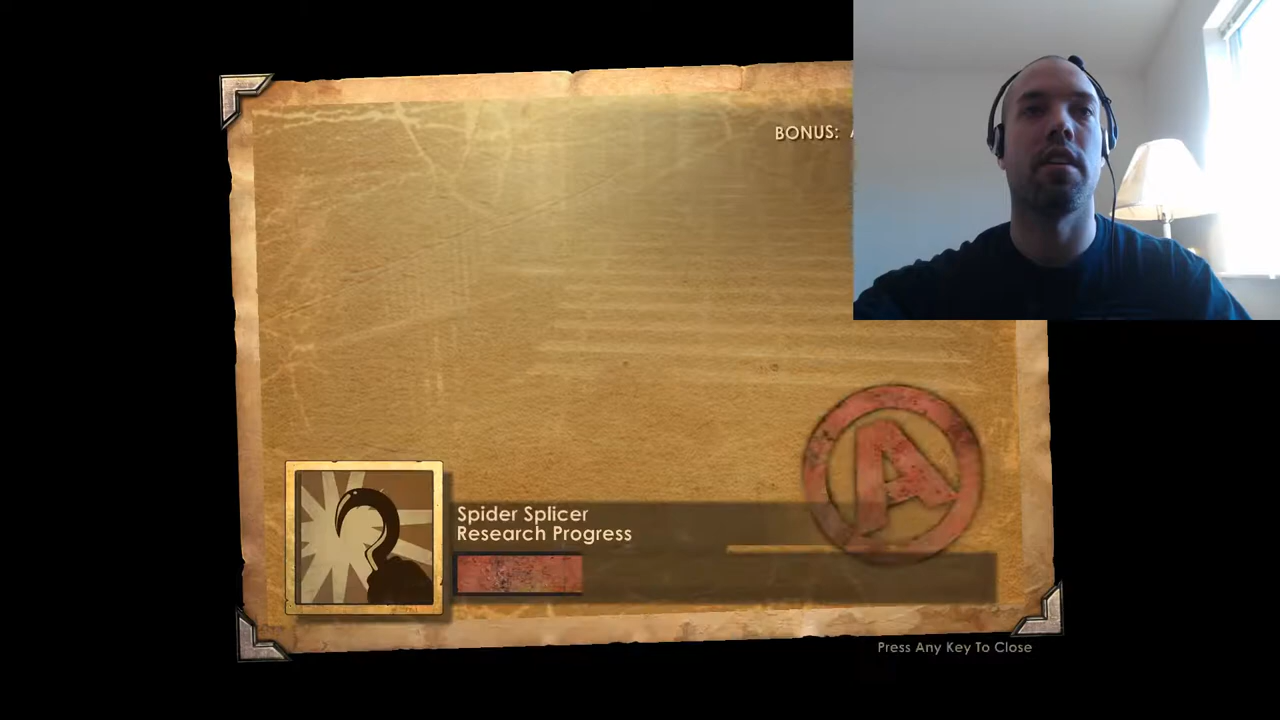 BONUS:
Spider Splicer
Research Progress
A
Press Any Key To Close